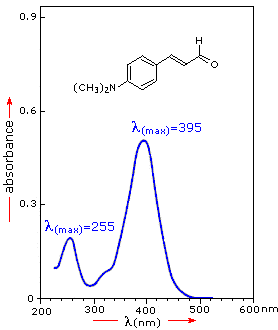 0.9
H
O
(CH₃)₂N
0.6
λ(max)=395
absorbance
0.3
λ(max)=255
0
200 300 400 500 600 nm
λ(nm)